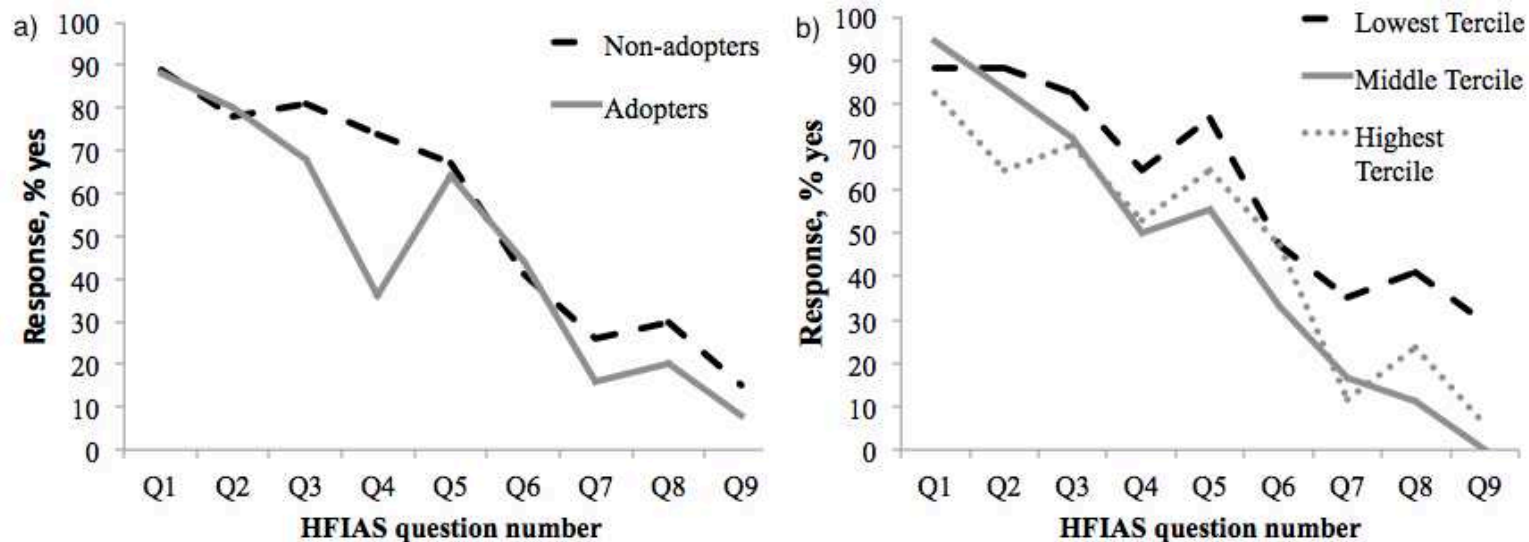 a)
Response, % yes
100
90
80
70
60
50
40
30
20
10
0
Q1 Q2 Q3 Q4 Q5 Q6 Q7 Q8 Q9
HFIAS question number
Non-adopters
Adopters
b)
Response, % yes
100
90
80
70
60
50
40
30
20
10
0
Q1 Q2 Q3 Q4 Q5 Q6 Q7 Q8 Q9
HFIAS question number
Lowest Tercile
Middle Tercile
Highest
Tercile